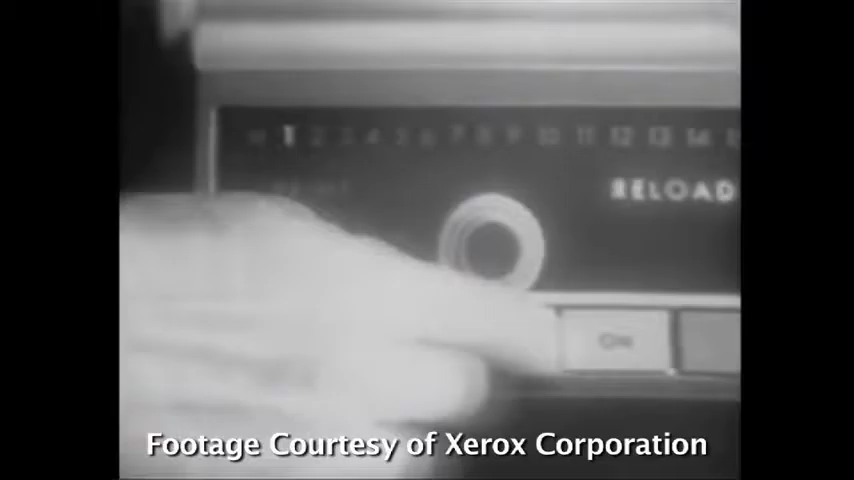 1 2 3 4 5 6 7 8 9 10 11 12 13 14
RELOAD
ON
Footage Courtesy of Xerox Corporation